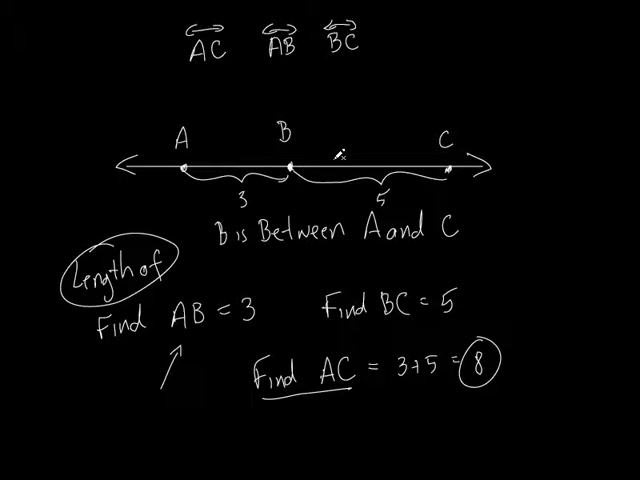 AC AB BC
A B C
3 5
B is Between A and C
Length of
Find AB = 3 Find BC = 5
Find AC = 3+5 = 8